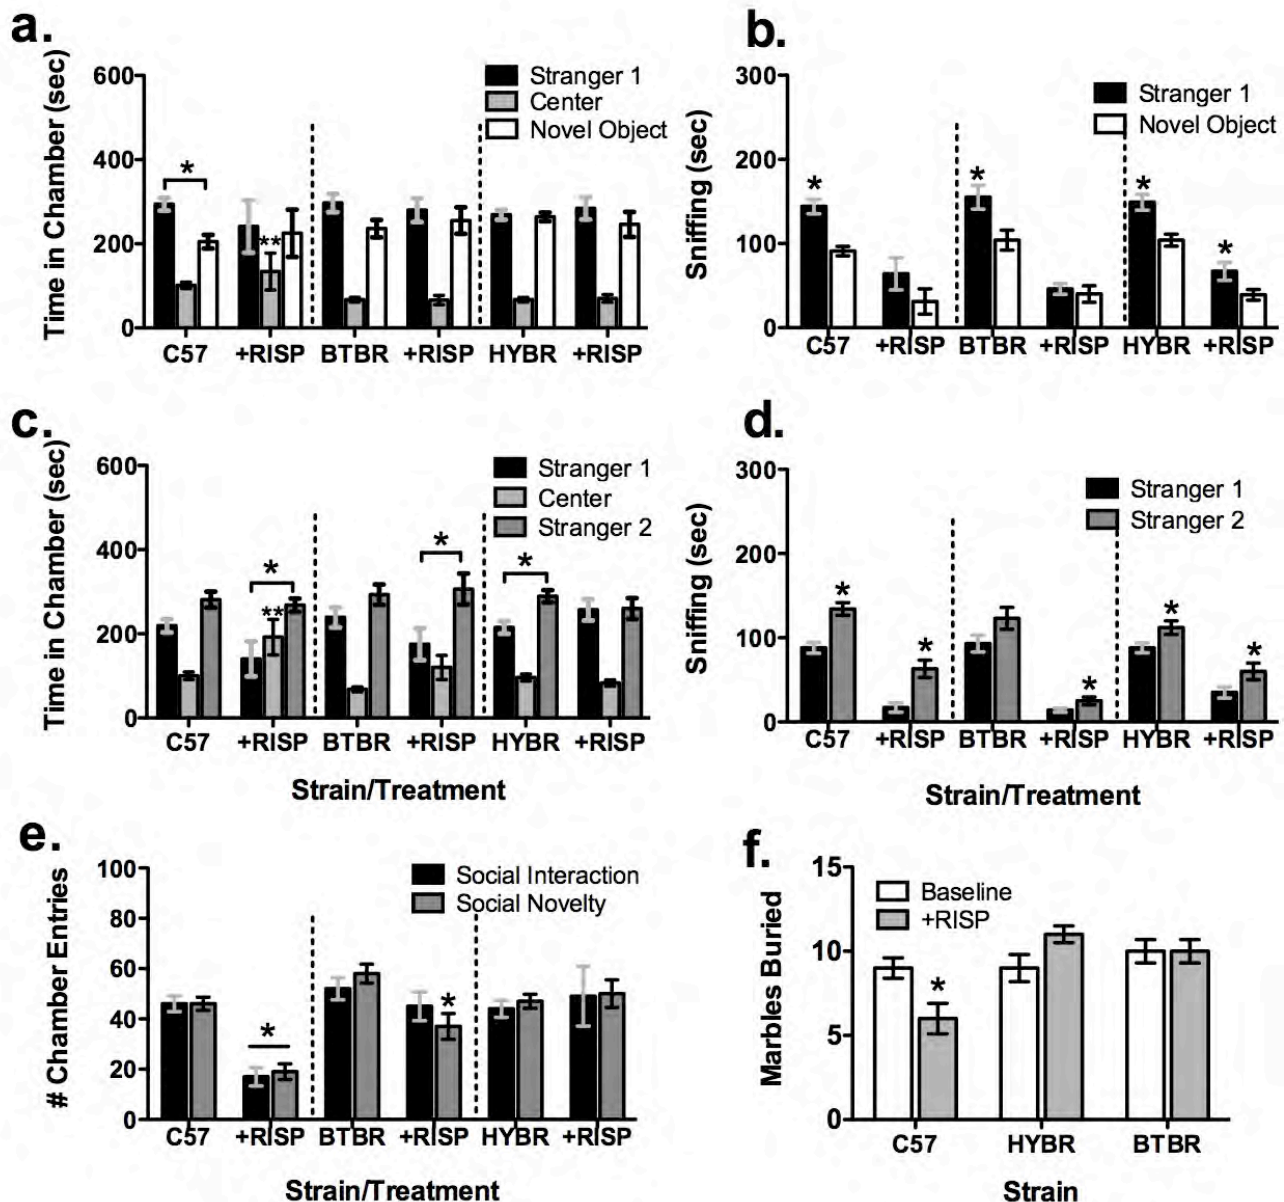 a.
Time in Chamber (sec)
600
400
200
0
Stranger 1
Center
Novel Object
*
**
C57 +RISP BTBR +RISP HYBR +RISP
b.
Sniffing (sec)
300
200
100
0
Stranger 1
Novel Object
* * * *
C57 +RISP BTBR +RISP HYBR +RISP
c.
Time in Chamber (sec)
600
400
200
0
Stranger 1
Center
Stranger 2
* * *
**
C57 +RISP BTBR +RISP HYBR +RISP
Strain/Treatment
d.
Sniffing (sec)
300
200
100
0
Stranger 1
Stranger 2
* * * * *
C57 +RISP BTBR +RISP HYBR +RISP
Strain/Treatment
e.
# Chamber Entries
100
80
60
40
20
0
Social Interaction
Social Novelty
* *
C57 +RISP BTBR +RISP HYBR +RISP
Strain/Treatment
f.
Marbles Buried
15
10
5
0
Baseline
+RISP
*
C57 HYBR BTBR
Strain